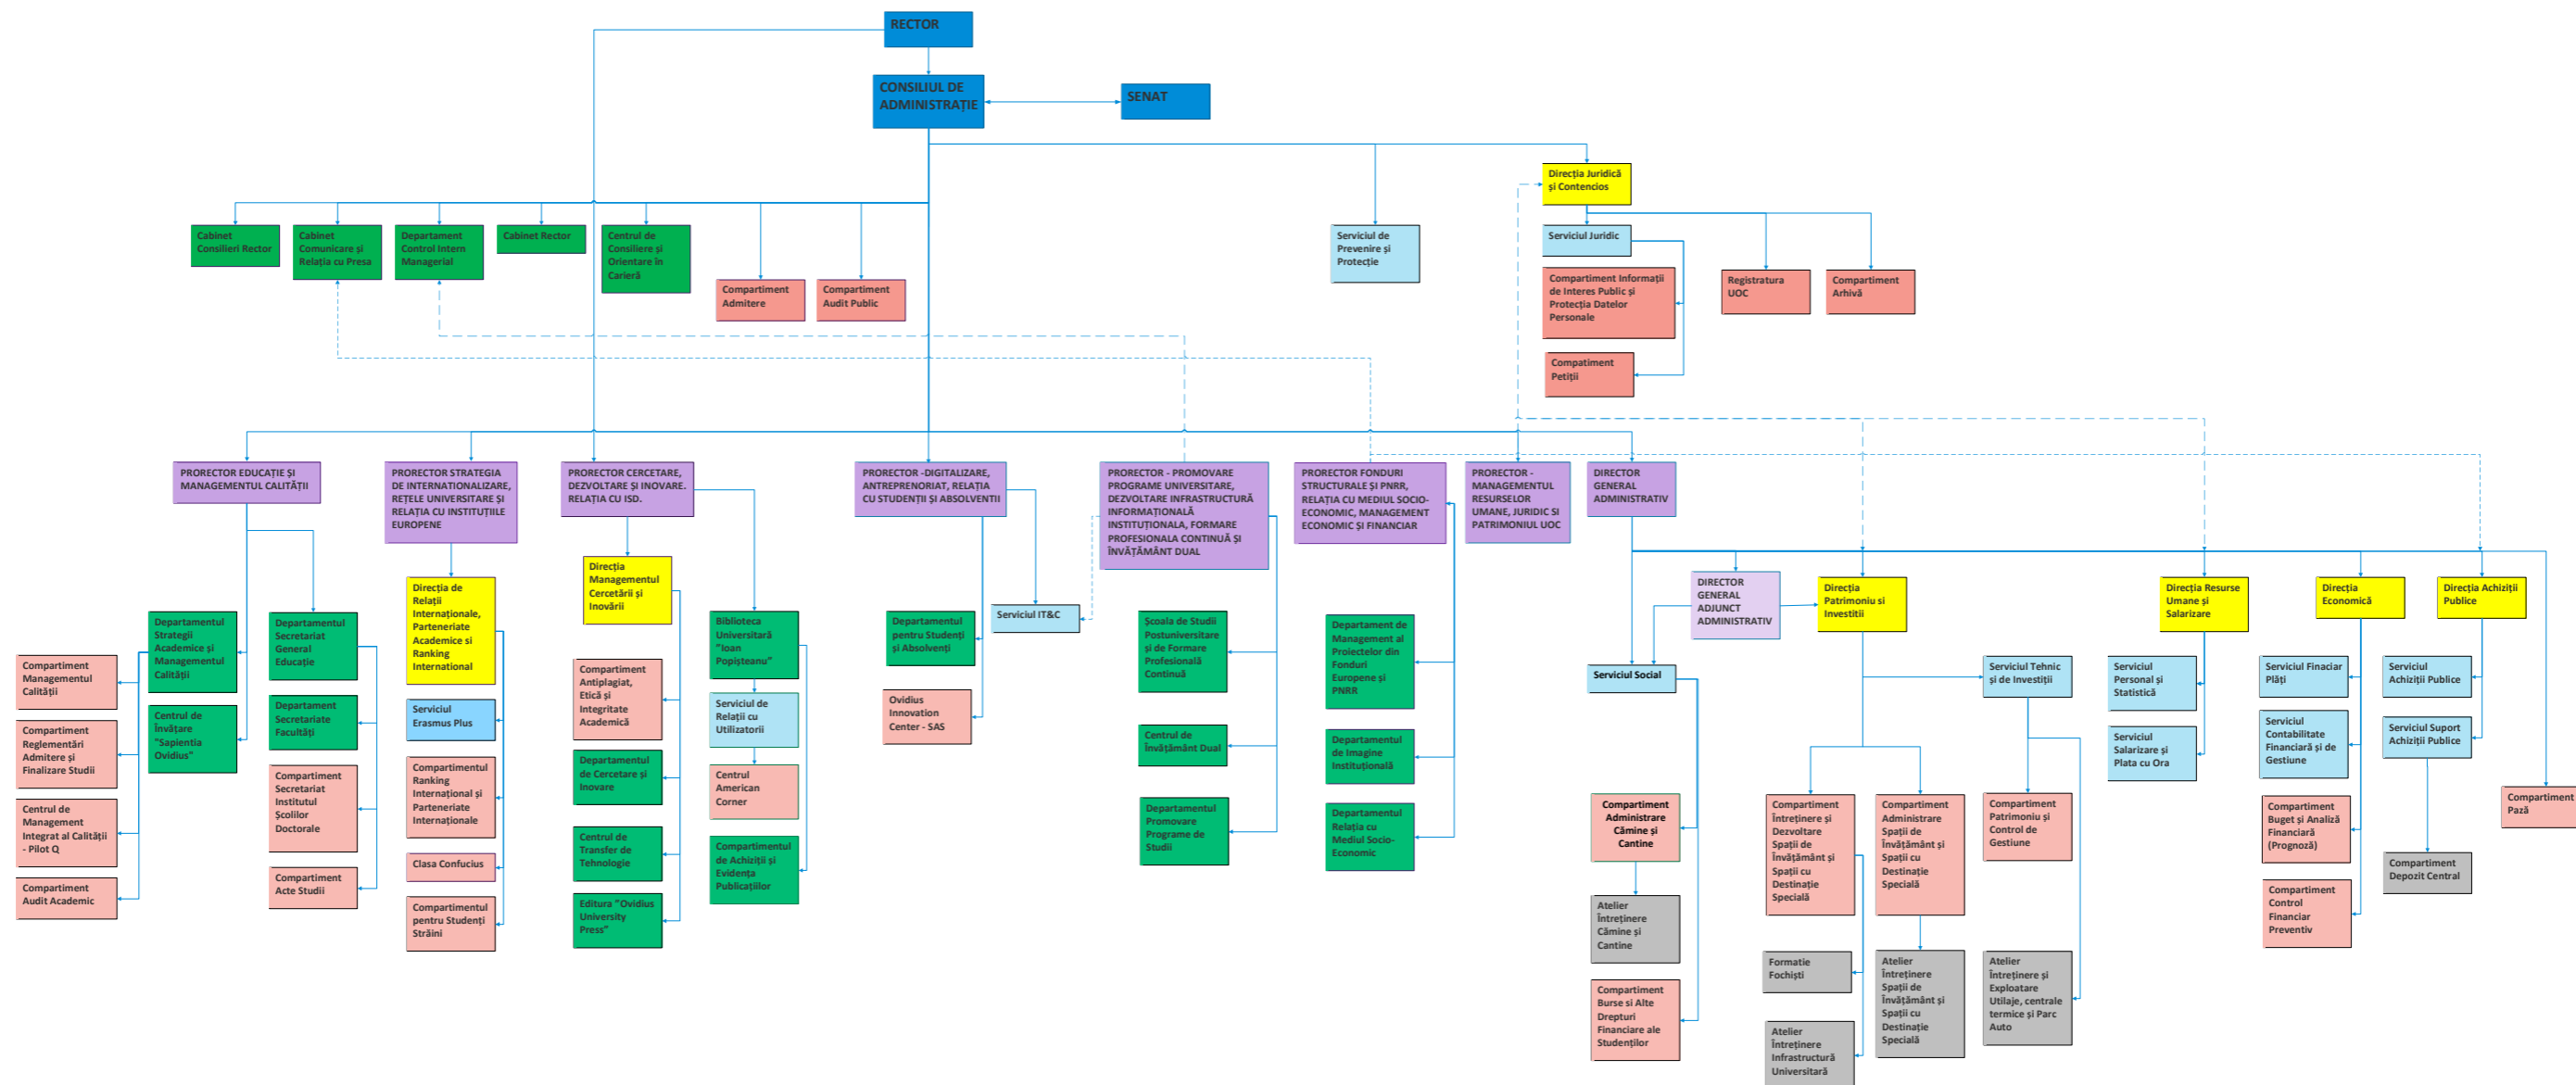 RECTOR
CONSILIUL DE
ADMINISTRAȚIE
SENAT
Direcția Juridică
și Contencios
Cabinet
Consilieri Rector
Cabinet
Comunicare și
Relația cu Presa
Departament
Control Intern
Managerial
Cabinet Rector
Centrul de
Consiliere și
Orientare în
Carieră
Compartiment
Admitere
Compartiment
Audit Public
Serviciul de
Prevenire și
Protecție
Serviciul Juridic
Compartiment Informații
de Interes Public și
Protecția Datelor
Personale
Compatiment
Petiții
Registratura
UOC
Compartiment
Arhivă
PRORECTOR EDUCAȚIE ȘI
MANAGEMENTUL CALITĂȚII
PRORECTOR STRATEGIA
DE INTERNAȚIONALIZARE,
REȚELE UNIVERSITARE ȘI
RELAȚIA CU INSTITUȚIILE
EUROPENE
PRORECTOR CERCETARE,
DEZVOLTARE ȘI INOVARE.
RELAȚIA CU ISD.
PRORECTOR -DIGITALIZARE,
ANTREPRENORIAT, RELAȚIA
CU STUDENȚII ȘI ABSOLVENTII
PRORECTOR - PROMOVARE
PROGRAME UNIVERSITARE,
DEZVOLTARE INFRASTRUCTURĂ
INFORMAȚIONALĂ
INSTITUȚIONALA, FORMARE
PROFESIONALA CONTINUĂ ȘI
ÎNVĂȚĂMÂNT DUAL
PRORECTOR FONDURI
STRUCTURALE ȘI PNRR,
RELAȚIA CU MEDIUL SOCIO-
ECONOMIC, MANAGEMENT
ECONOMIC ȘI FINANCIAR
PRORECTOR -
MANAGEMENTUL
RESURSELOR
UMANE, JURIDIC SI
PATRIMONIUL UOC
DIRECTOR
GENERAL
ADMINISTRATIV
Departamentul
Strategii
Academice și
Managementul
Calității
Centrul de
Învățare
"Sapientia
Ovidius"
Compartiment
Managementul
Calității
Compartiment
Reglementări
Admitere și
Finalizare Studii
Centrul de
Management
Integrat al Calității
- Pilot Q
Compartiment
Audit Academic
Departamentul
Secretariat
General
Educație
Departament
Secretariate
Facultăți
Compartiment
Secretariat
Institutul
Școlilor
Doctorale
Compartiment
Acte Studii
Direcția de
Relații
Internaționale,
Parteneriate
Academice si
Ranking
International
Serviciul
Erasmus Plus
Compartimentul
Ranking
Internațional și
Parteneriate
Internaționale
Clasa Confucius
Compartimentul
pentru Studenți
Străini
Direcția
Managementul
Cercetării și
Inovării
Compartiment
Antiplagiat,
Etică și
Integritate
Academică
Departamentul
de Cercetare și
Inovare
Centrul de
Transfer de
Tehnologie
Editura "Ovidius
University
Press"
Biblioteca
Universitară
"Ioan
Popișteanu"
Serviciul de
Relații cu
Utilizatorii
Centrul
American
Corner
Compartimentul
de Achiziții și
Evidența
Publicațiilor
Departamentul
pentru Studenți
și Absolvenți
Ovidius
Innovation
Center - SAS
Serviciul IT&C
Școala de Studii
Postuniversitare
și de Formare
Profesională
Continuă
Centrul de
Învățământ Dual
Departamentul
Promovare
Programe de
Studii
Departament de
Management al
Proiectelor din
Fonduri
Europene și
PNRR
Departamentul
de Imagine
Instituțională
Departamentul
Relația cu
Mediul Socio-
Economic
DIRECTOR
GENERAL
ADJUNCT
ADMINISTRATIV
Serviciul Social
Compartiment
Administrare
Cămine și
Cantine
Atelier
Întreținere
Cămine și
Cantine
Compartiment
Burse si Alte
Drepturi
Financiare ale
Studenților
Direcția
Patrimoniu si
Investitii
Compartiment
Întreținere și
Dezvoltare
Spații de
Învățământ și
Spații cu
Destinație
Specială
Formatie
Fochiști
Atelier
Întreținere
Infrastructură
Universitară
Compartiment
Administrare
Spații de
Învățământ și
Spații cu
Destinație
Specială
Atelier
Întreținere
Spații de
Învățământ și
Spații cu
Destinație
Specială
Serviciul Tehnic
și de Investiții
Compartiment
Patrimoniu și
Control de
Gestiune
Atelier
Întreținere și
Exploatare
Utilaje, centrale
termice și Parc
Auto
Direcția Resurse
Umane și
Salarizare
Serviciul
Personal și
Statistică
Serviciul
Salarizare și
Plata cu Ora
Direcția
Economică
Serviciul Finaciar
Plăți
Serviciul
Contabilitate
Financiară și de
Gestiune
Compartiment
Buget și Analiză
Financiară
(Prognoză)
Compartiment
Control
Financiar
Preventiv
Direcția Achiziții
Publice
Serviciul
Achiziții Publice
Serviciul Suport
Achiziții Publice
Compartiment
Depozit Central
Compartiment
Pază